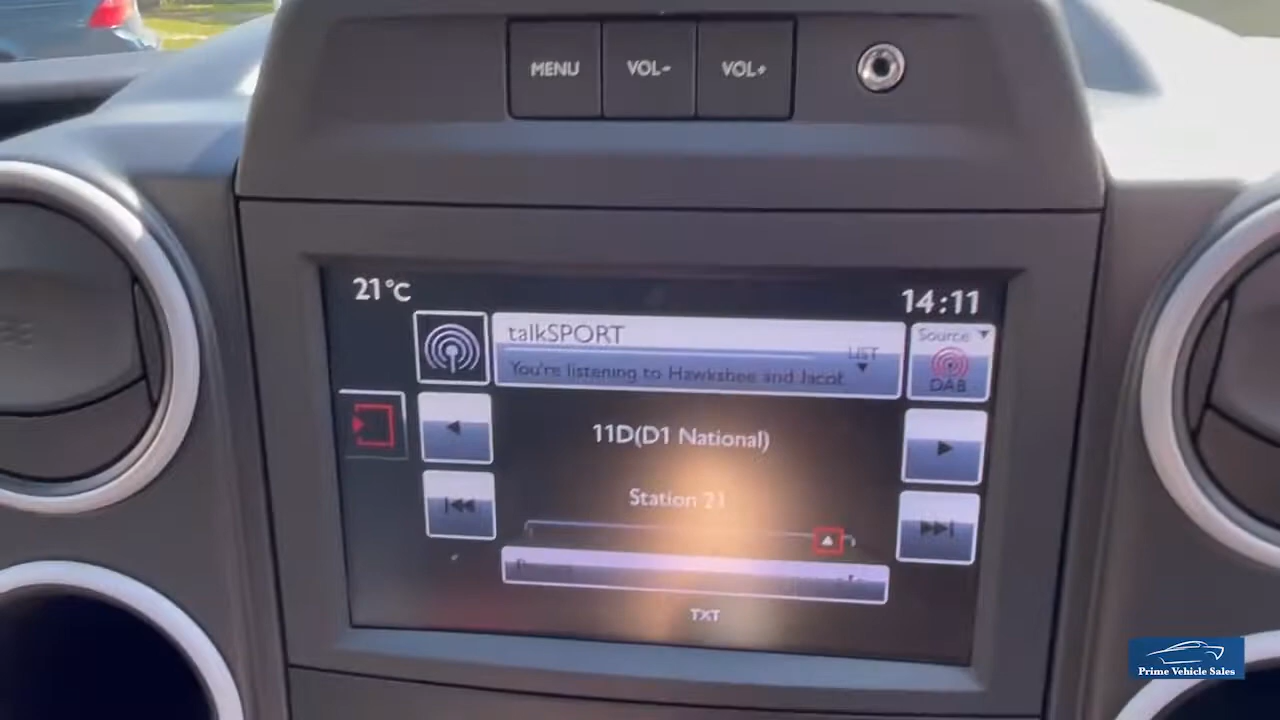 MENU VOL- VOL+
21°C 14:11
talkSPORT Source
LIST
You're listening to Hawksbee and Jacob
DAB
11D(D1 National)
Station 21
TXT
Prime Vehicle Sales